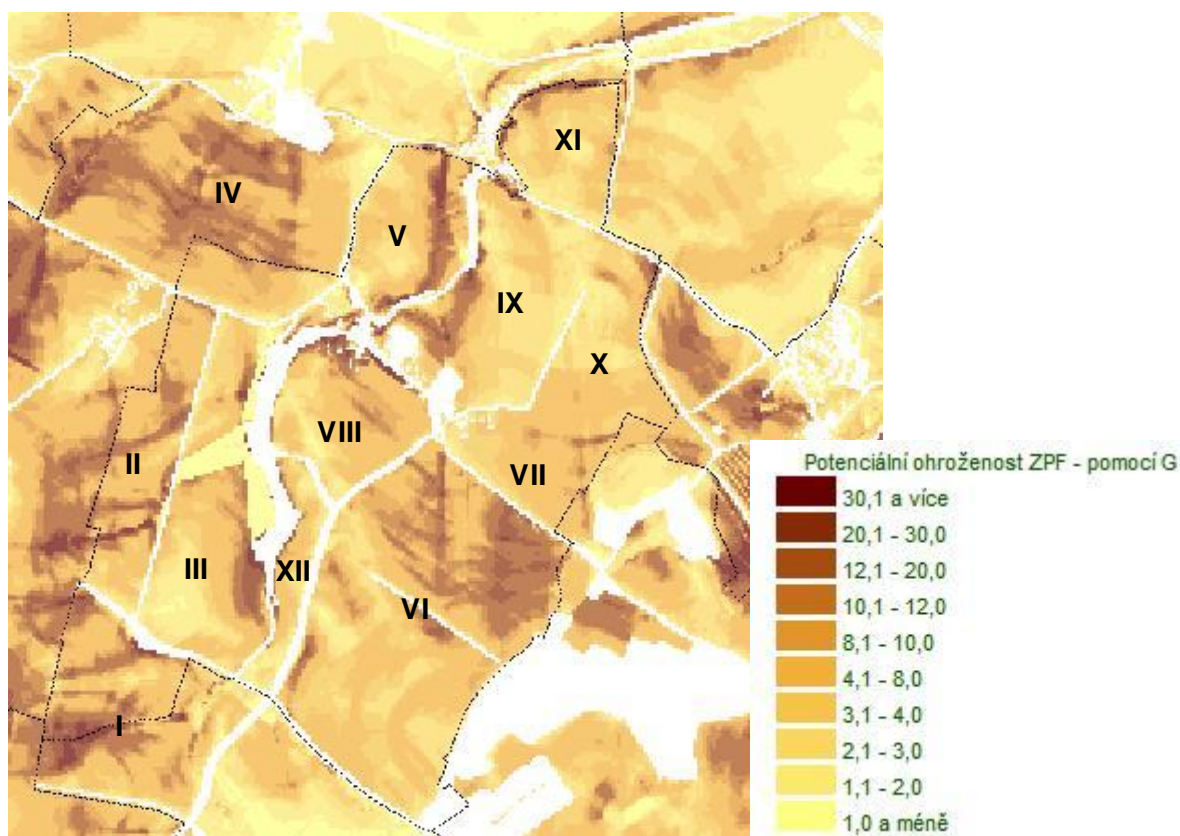 XI
IV
V
IX
X
VIII
II
VII
III
XII
VI
I
Potenciální ohroženost ZPF - pomocí G
30,1 a více
20,1 - 30,0
12,1 - 20,0
10,1 - 12,0
8,1 - 10,0
4,1 - 8,0
3,1 - 4,0
2,1 - 3,0
1,1 - 2,0
1,0 a méně